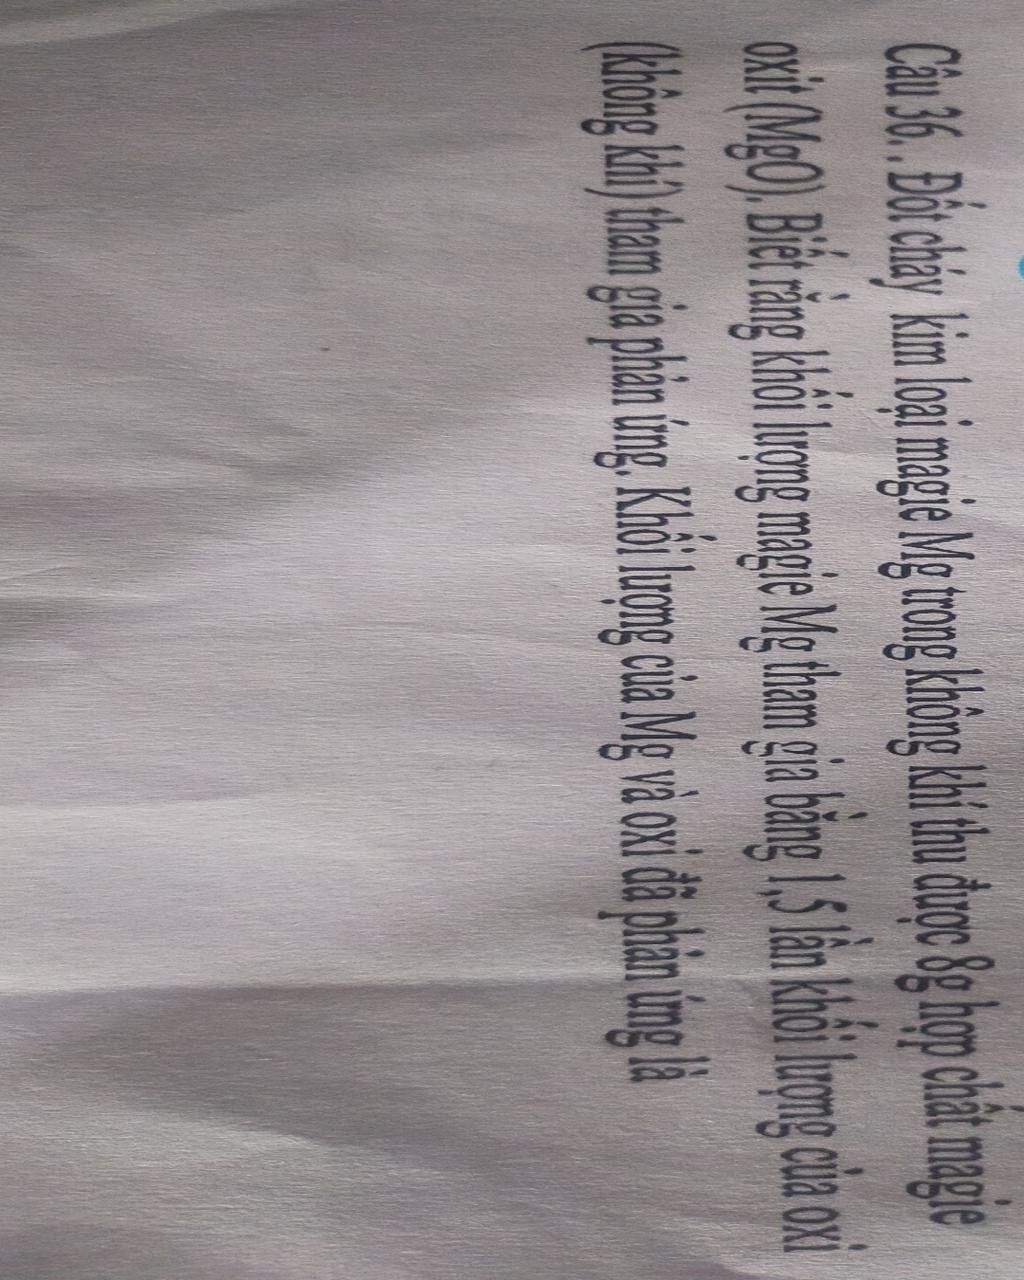 Câu 36. . Đốt cháy kim loại magie Mg trong không khí thu được 8g hợp chất magie
oxit (MgO). Biết rằng khối lượng magie Mg tham gia bằng 1,5 lần khối lượng của oxi
(không khí) tham gia phản ứng. Khối lượng của Mg và oxi đã phản ứng là